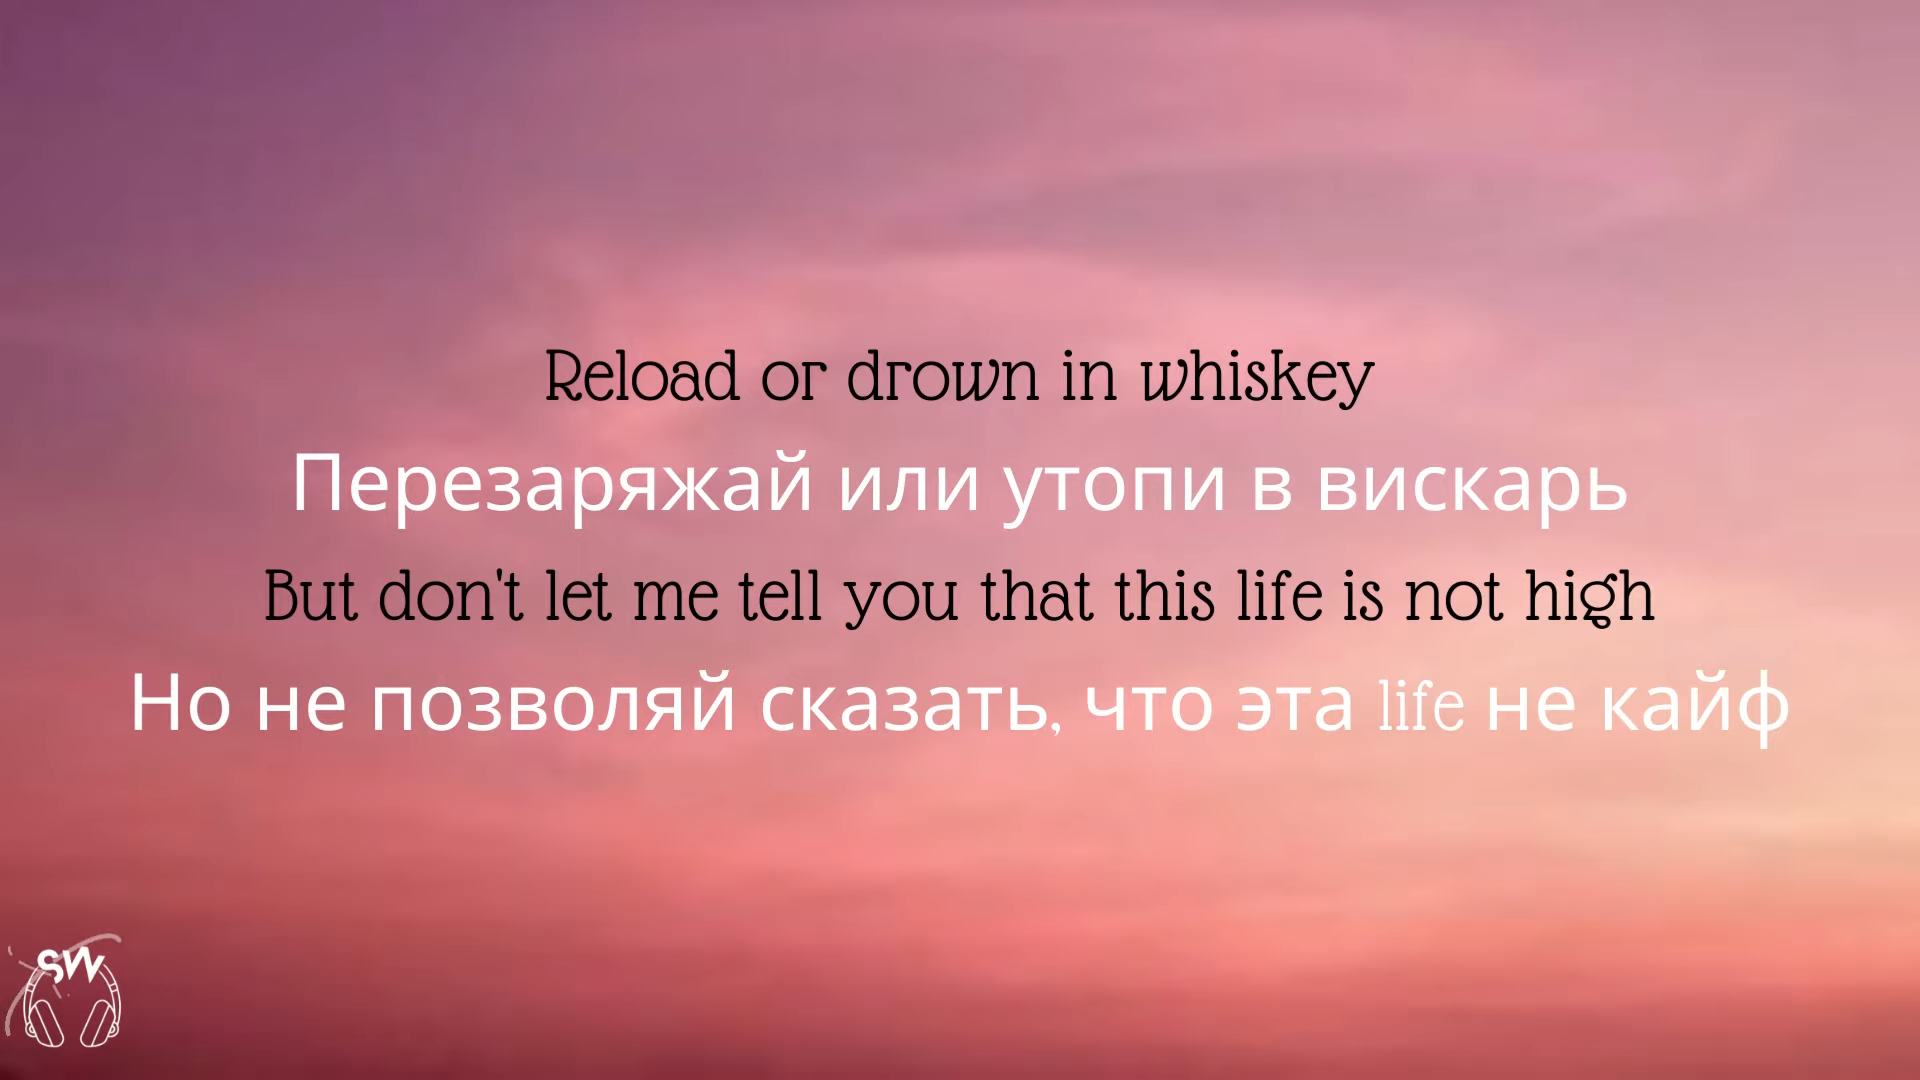 Reload or drown in whiskey
Перезаряжай или утопи в вискарь
But don't let me tell you that this life is not high
Но не позволяй сказать, что эта life не кайф
SW